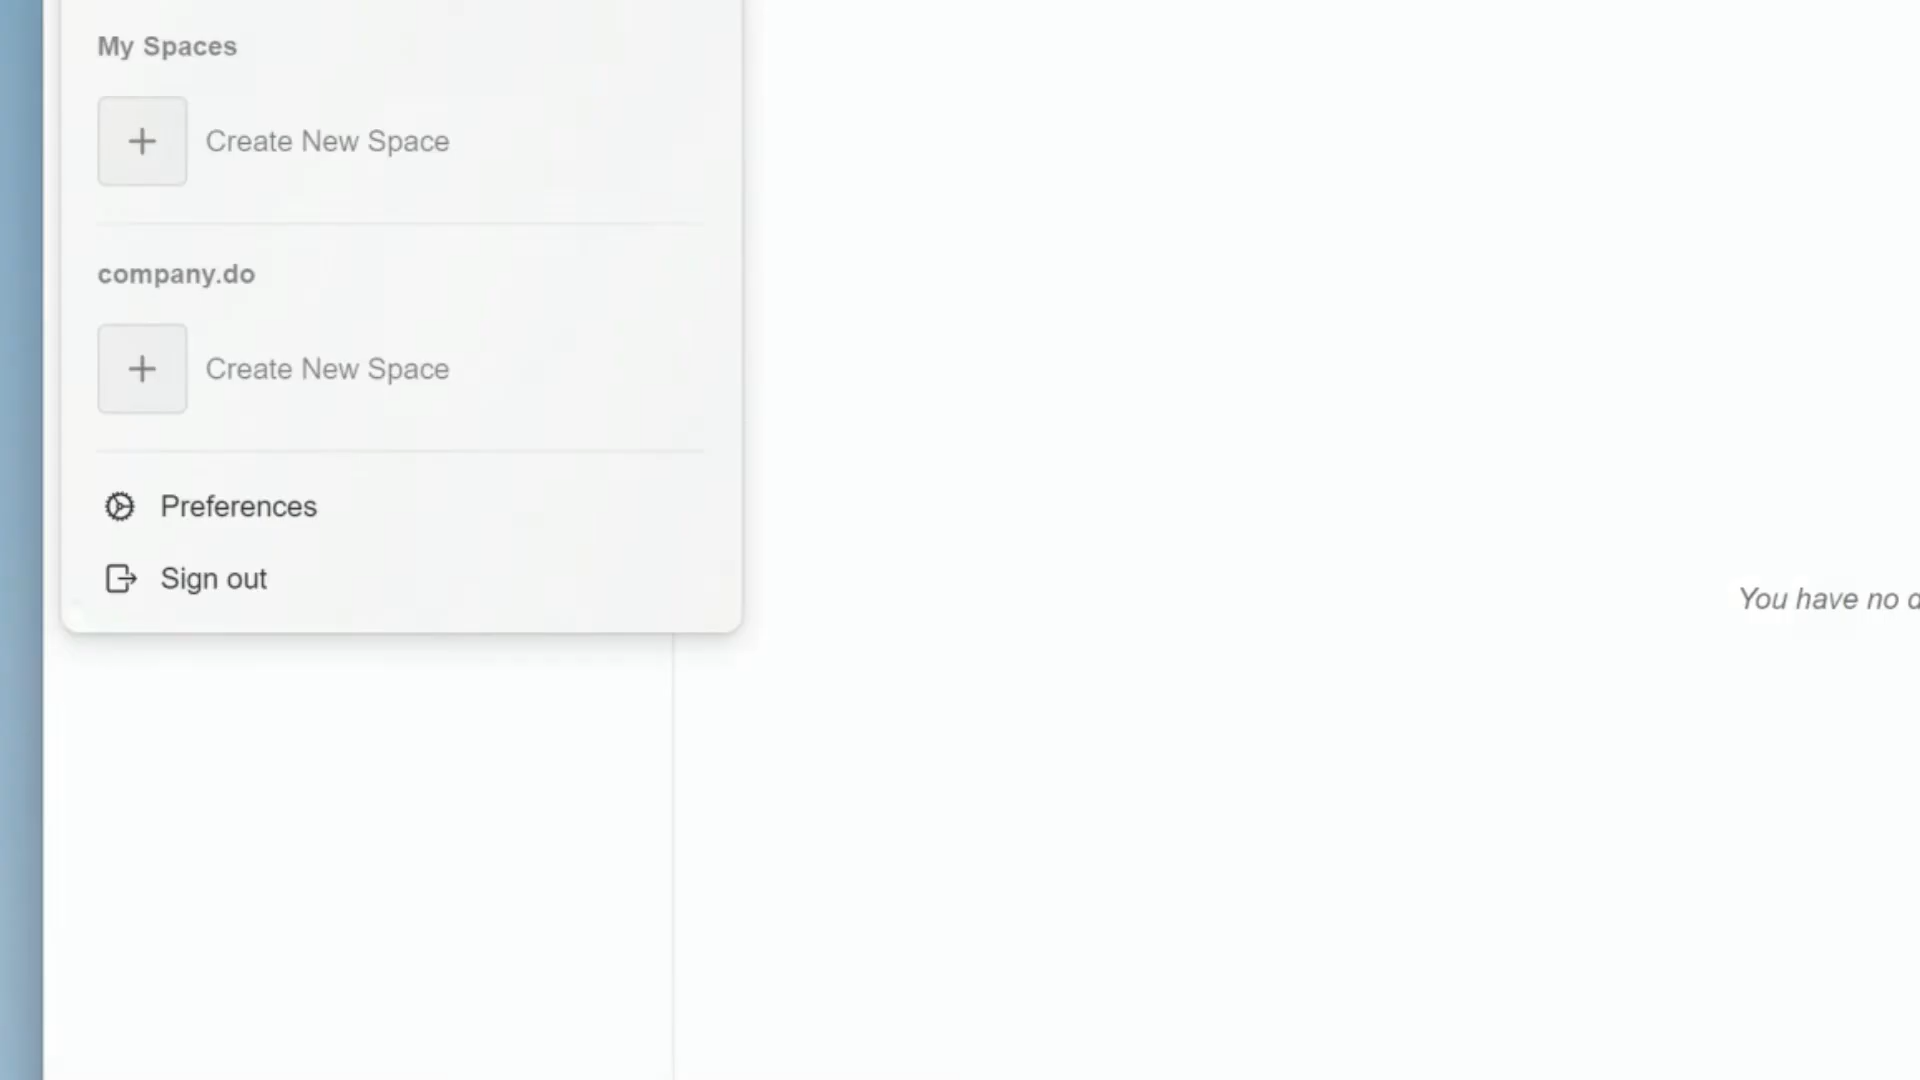 My Spaces
Create New Space
company.do
Create New Space
Preferences
Sign out
You have no